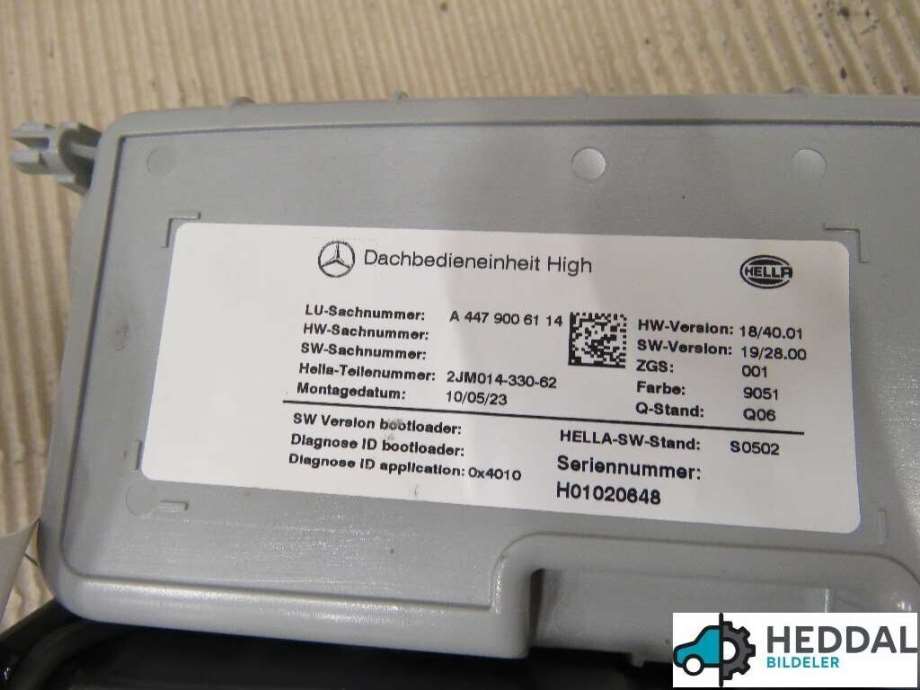 Dachbedieneinheit High
HELLA
LU-Sachnummer: A 447 900 61 14
HW-Sachnummer:
SW-Sachnummer:
Hella-Teilenummer: 2JM014-330-62
Montagedatum: 10/05/23
HW-Version: 18/40.01
SW-Version: 19/28.00
ZGS: 001
Farbe: 9051
Q-Stand: Q06
SW Version bootloader:
Diagnose ID bootloader:
Diagnose ID application: 0x4010
HELLA-SW-Stand: S0502
Seriennummer:
H01020648
HEDDAL
BILDELER